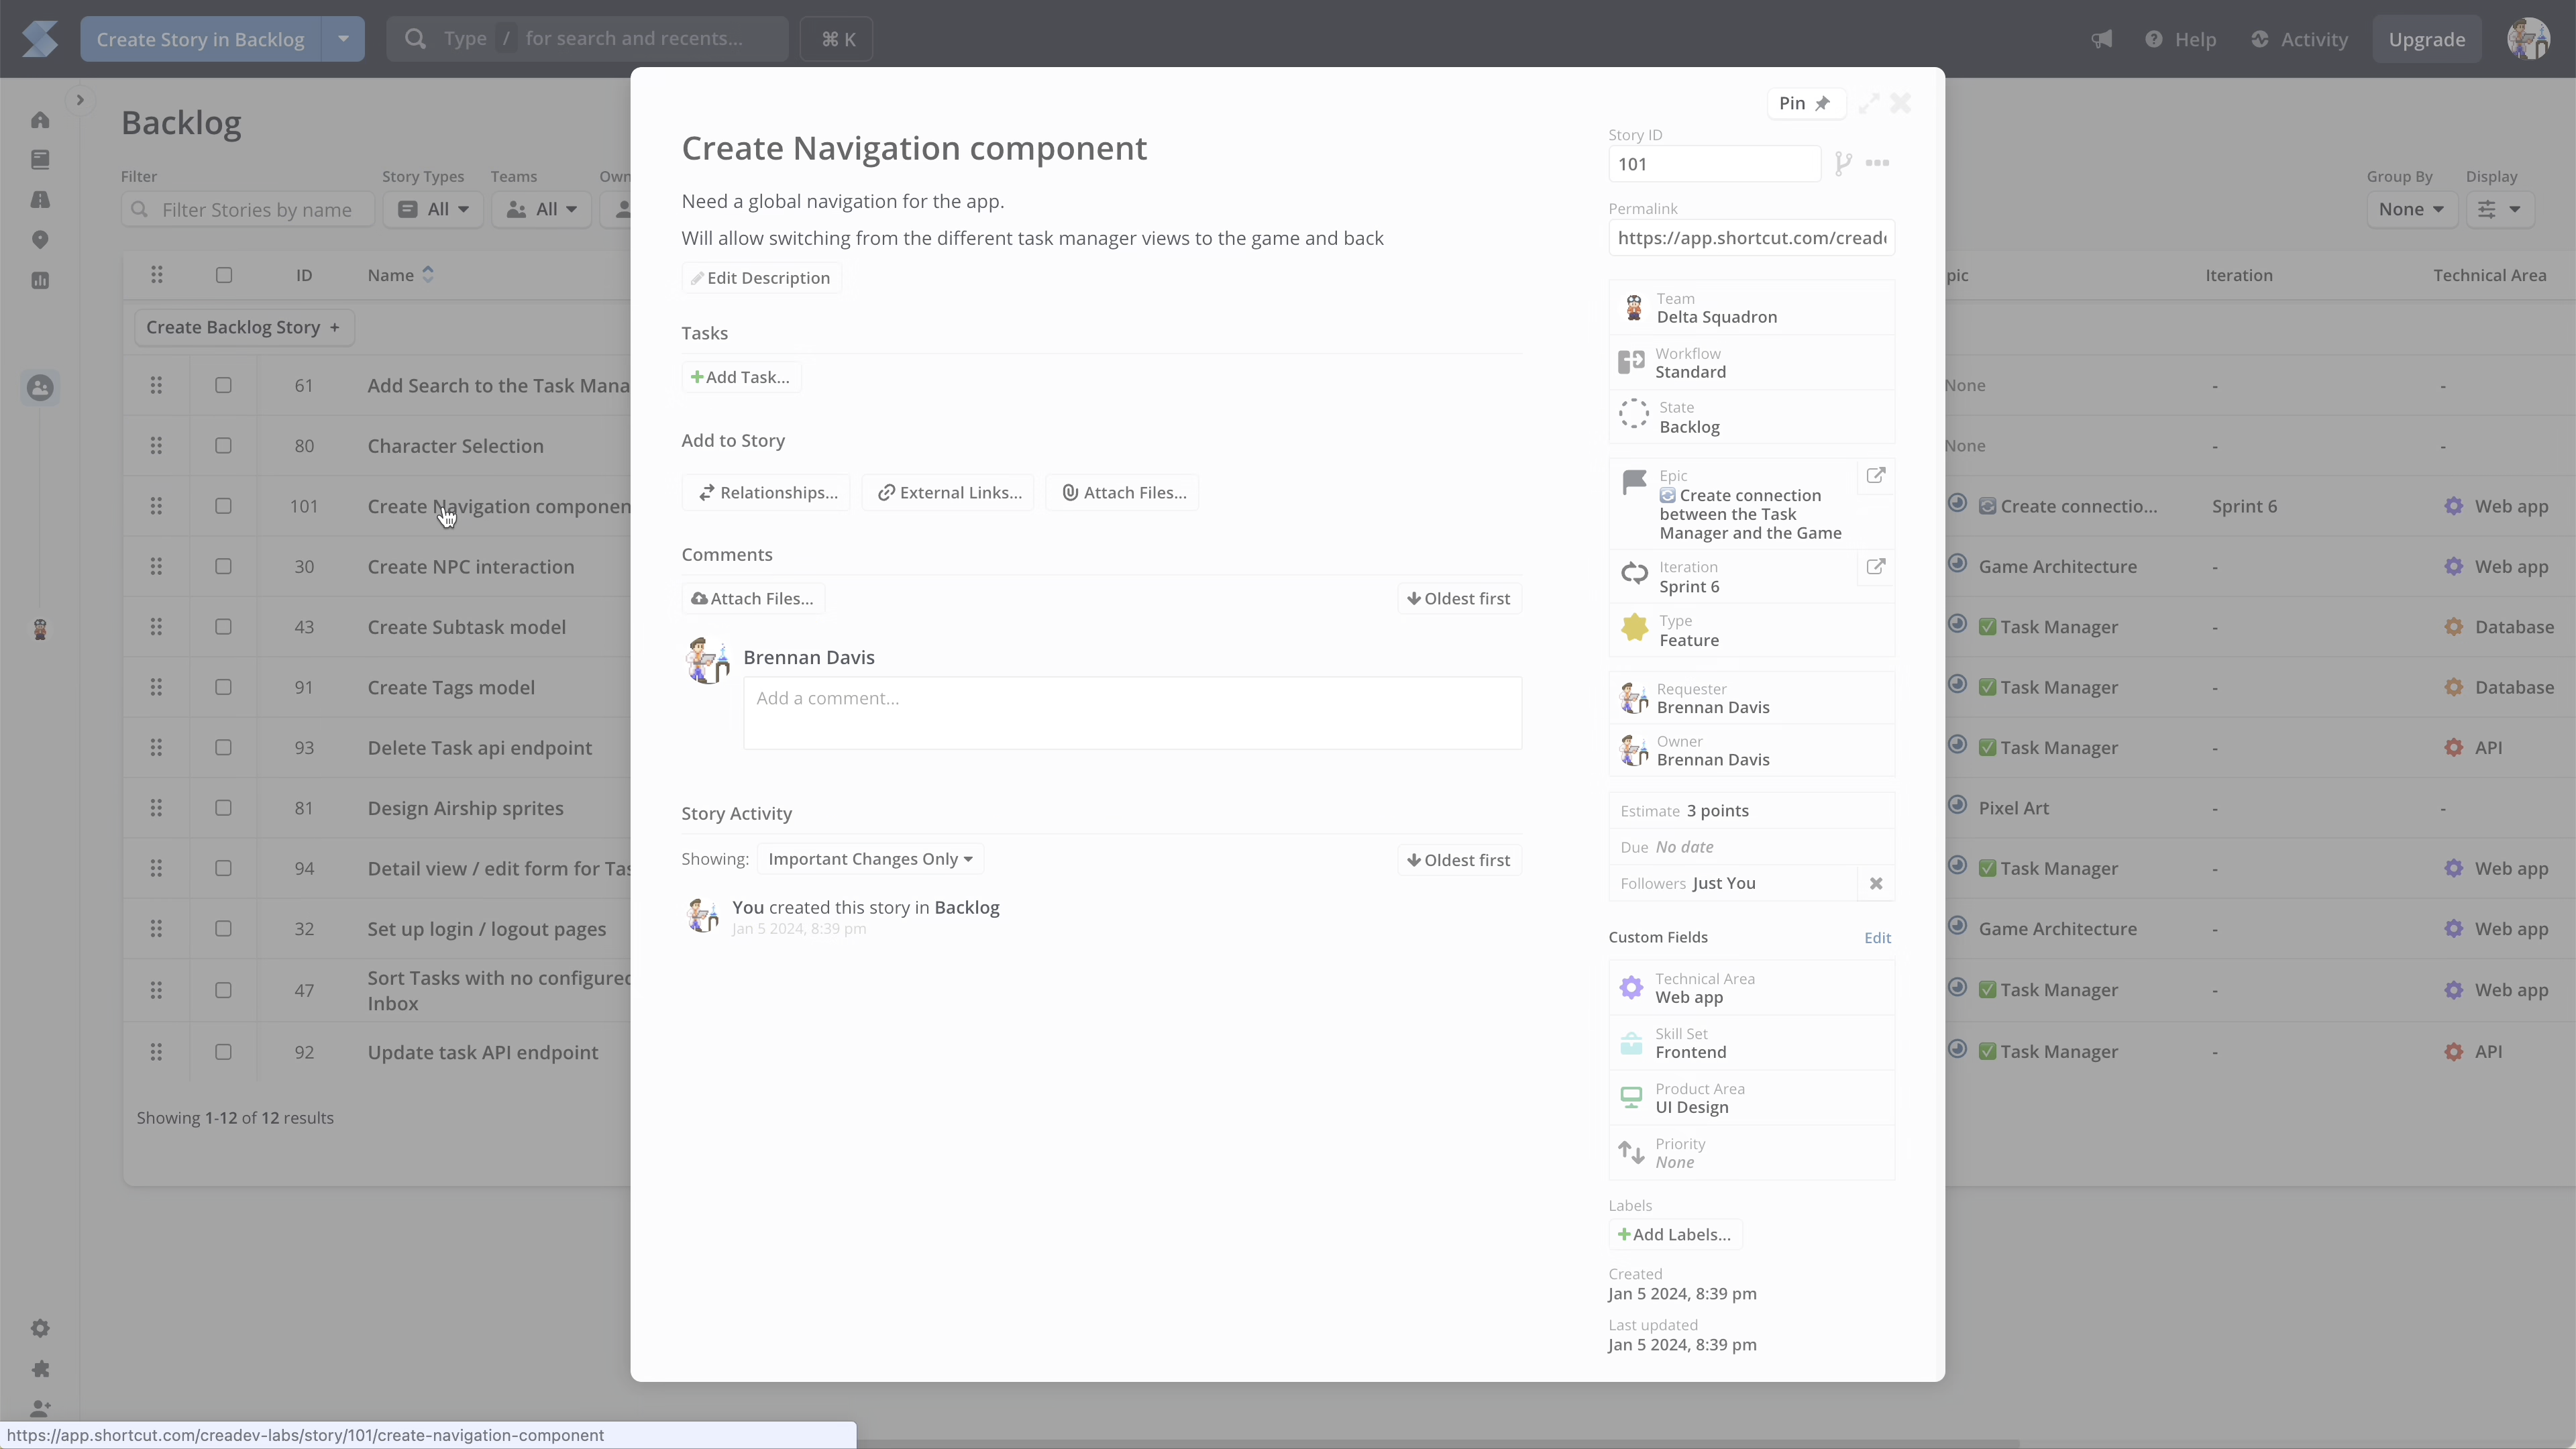 Create Story in Backlog
Type / for search and recents...
⌘ K
Help
Activity
Upgrade
Backlog
Filter
Story Types
Teams
Own
Group By
Display
Filter Stories by name
All
All
None
ID
Name
pic
Iteration
Technical Area
Create Backlog Story +
61 Add Search to the Task Mana
None - -
80 Character Selection
None - -
101 Create Navigation componen
Create connectio... Sprint 6 Web app
30 Create NPC interaction
Game Architecture - Web app
43 Create Subtask model
Task Manager - Database
91 Create Tags model
Task Manager - Database
93 Delete Task api endpoint
Task Manager - API
81 Design Airship sprites
Pixel Art - -
94 Detail view / edit form for Tas
Task Manager - Web app
32 Set up login / logout pages
Game Architecture - Web app
47 Sort Tasks with no configured
Inbox
Task Manager - Web app
92 Update task API endpoint
Task Manager - API
Showing 1-12 of 12 results
Pin
Create Navigation component
Need a global navigation for the app.
Will allow switching from the different task manager views to the game and back
Edit Description
Tasks
+Add Task...
Add to Story
Relationships...
External Links...
Attach Files...
Comments
Attach Files...
Oldest first
Brennan Davis
Add a comment...
Story Activity
Showing: Important Changes Only
Oldest first
You created this story in Backlog
Jan 5 2024, 8:39 pm
Story ID
101
Permalink
https://app.shortcut.com/creade
Team
Delta Squadron
Workflow
Standard
State
Backlog
Epic
Create connection
between the Task
Manager and the Game
Iteration
Sprint 6
Type
Feature
Requester
Brennan Davis
Owner
Brennan Davis
Estimate 3 points
Due No date
Followers Just You
Custom Fields
Edit
Technical Area
Web app
Skill Set
Frontend
Product Area
UI Design
Priority
None
Labels
+Add Labels...
Created
Jan 5 2024, 8:39 pm
Last updated
Jan 5 2024, 8:39 pm
https://app.shortcut.com/creadev-labs/story/101/create-navigation-component